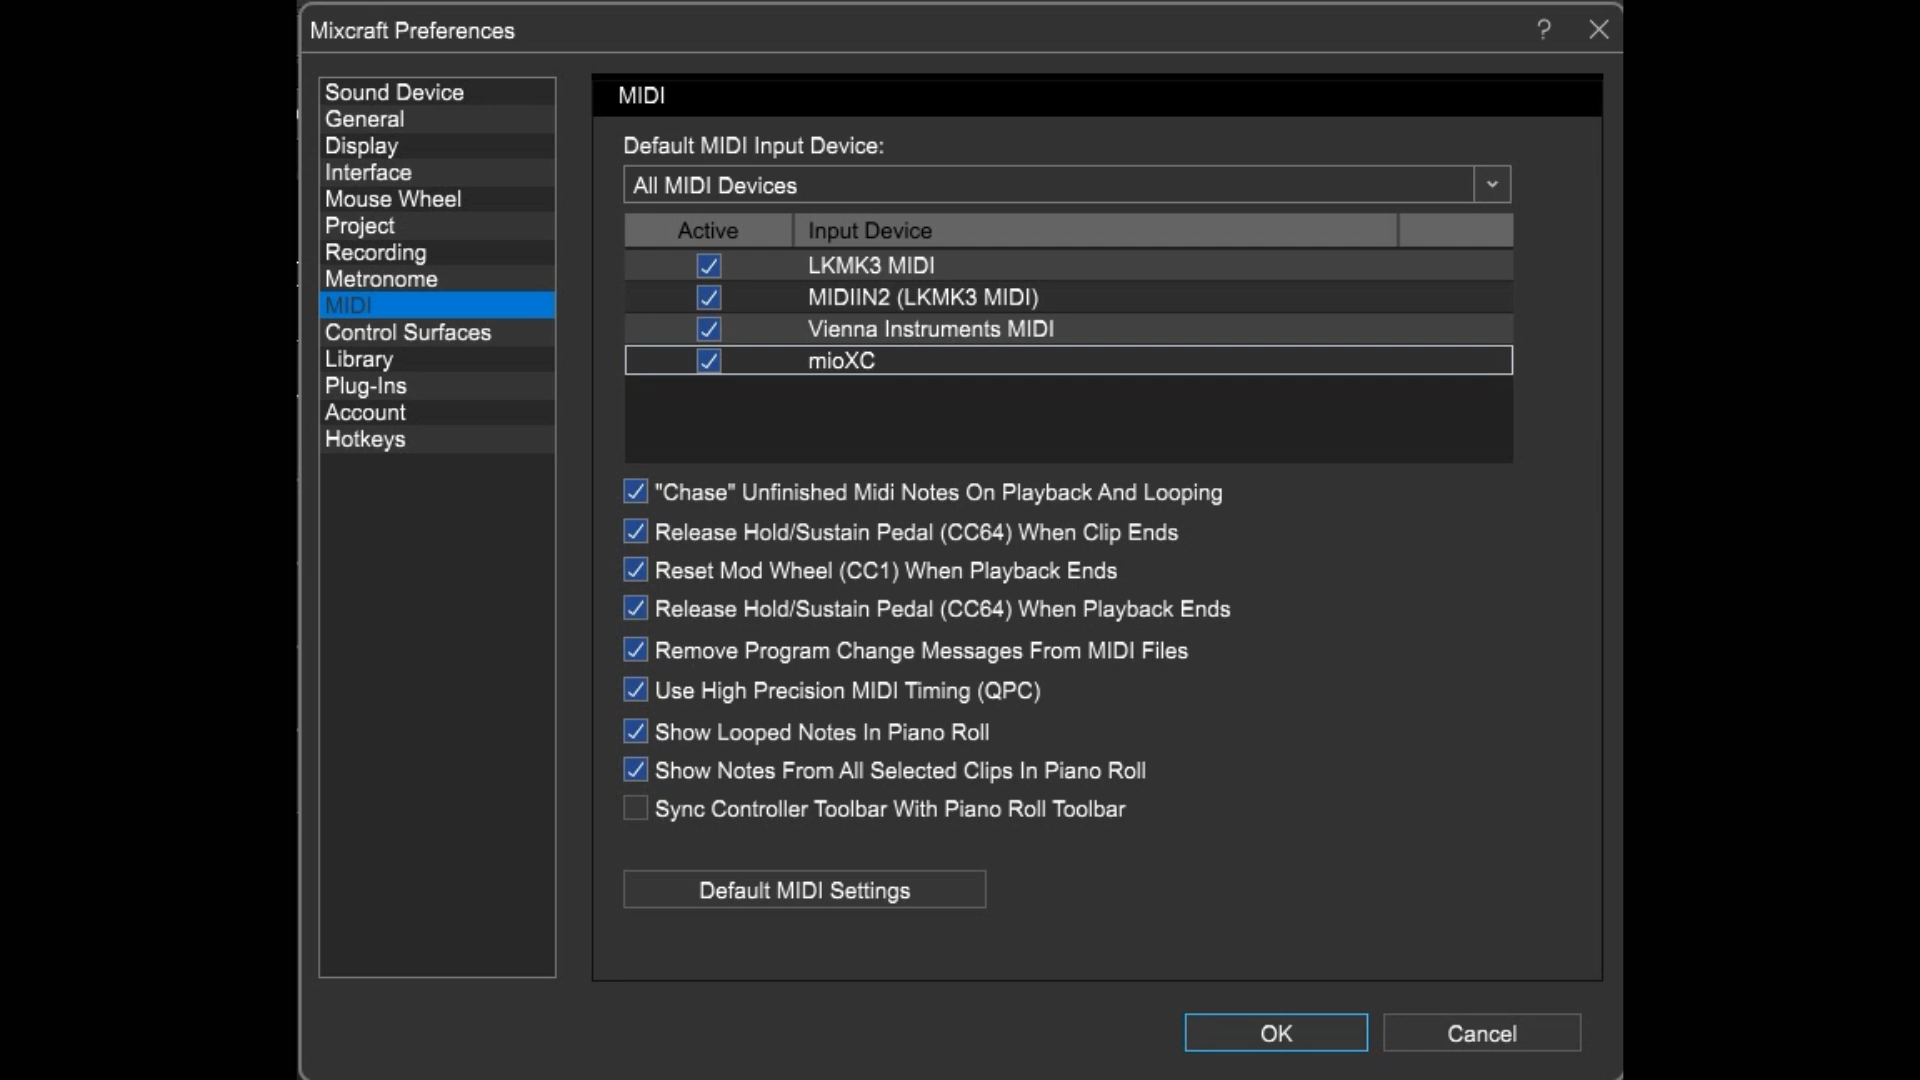 Mixcraft Preferences
?
Sound Device
General
Display
Interface
Mouse Wheel
Project
Recording
Metronome
MIDI
Control Surfaces
Library
Plug-Ins
Account
Hotkeys
MIDI
Default MIDI Input Device:
All MIDI Devices
Active Input Device
LKMK3 MIDI
MIDIIN2 (LKMK3 MIDI)
Vienna Instruments MIDI
mioXC
"Chase" Unfinished Midi Notes On Playback And Looping
Release Hold/Sustain Pedal (CC64) When Clip Ends
Reset Mod Wheel (CC1) When Playback Ends
Release Hold/Sustain Pedal (CC64) When Playback Ends
Remove Program Change Messages From MIDI Files
Use High Precision MIDI Timing (QPC)
Show Looped Notes In Piano Roll
Show Notes From All Selected Clips In Piano Roll
Sync Controller Toolbar With Piano Roll Toolbar
Default MIDI Settings
OK Cancel